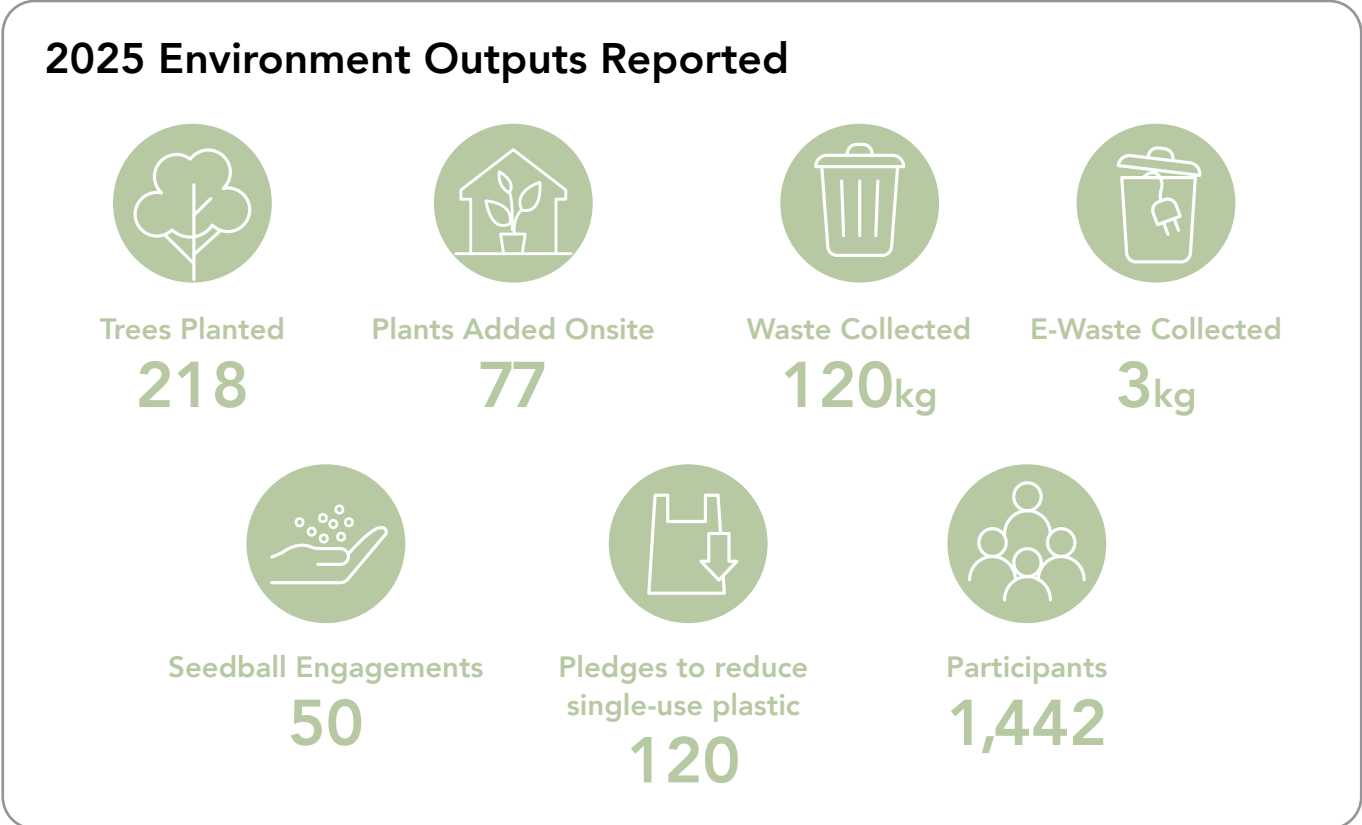 2025 Environment Outputs Reported
Trees Planted
218
Plants Added Onsite
77
Waste Collected
120kg
E-Waste Collected
3kg
Seedball Engagements
50
Pledges to reduce
single-use plastic
120
Participants
1,442